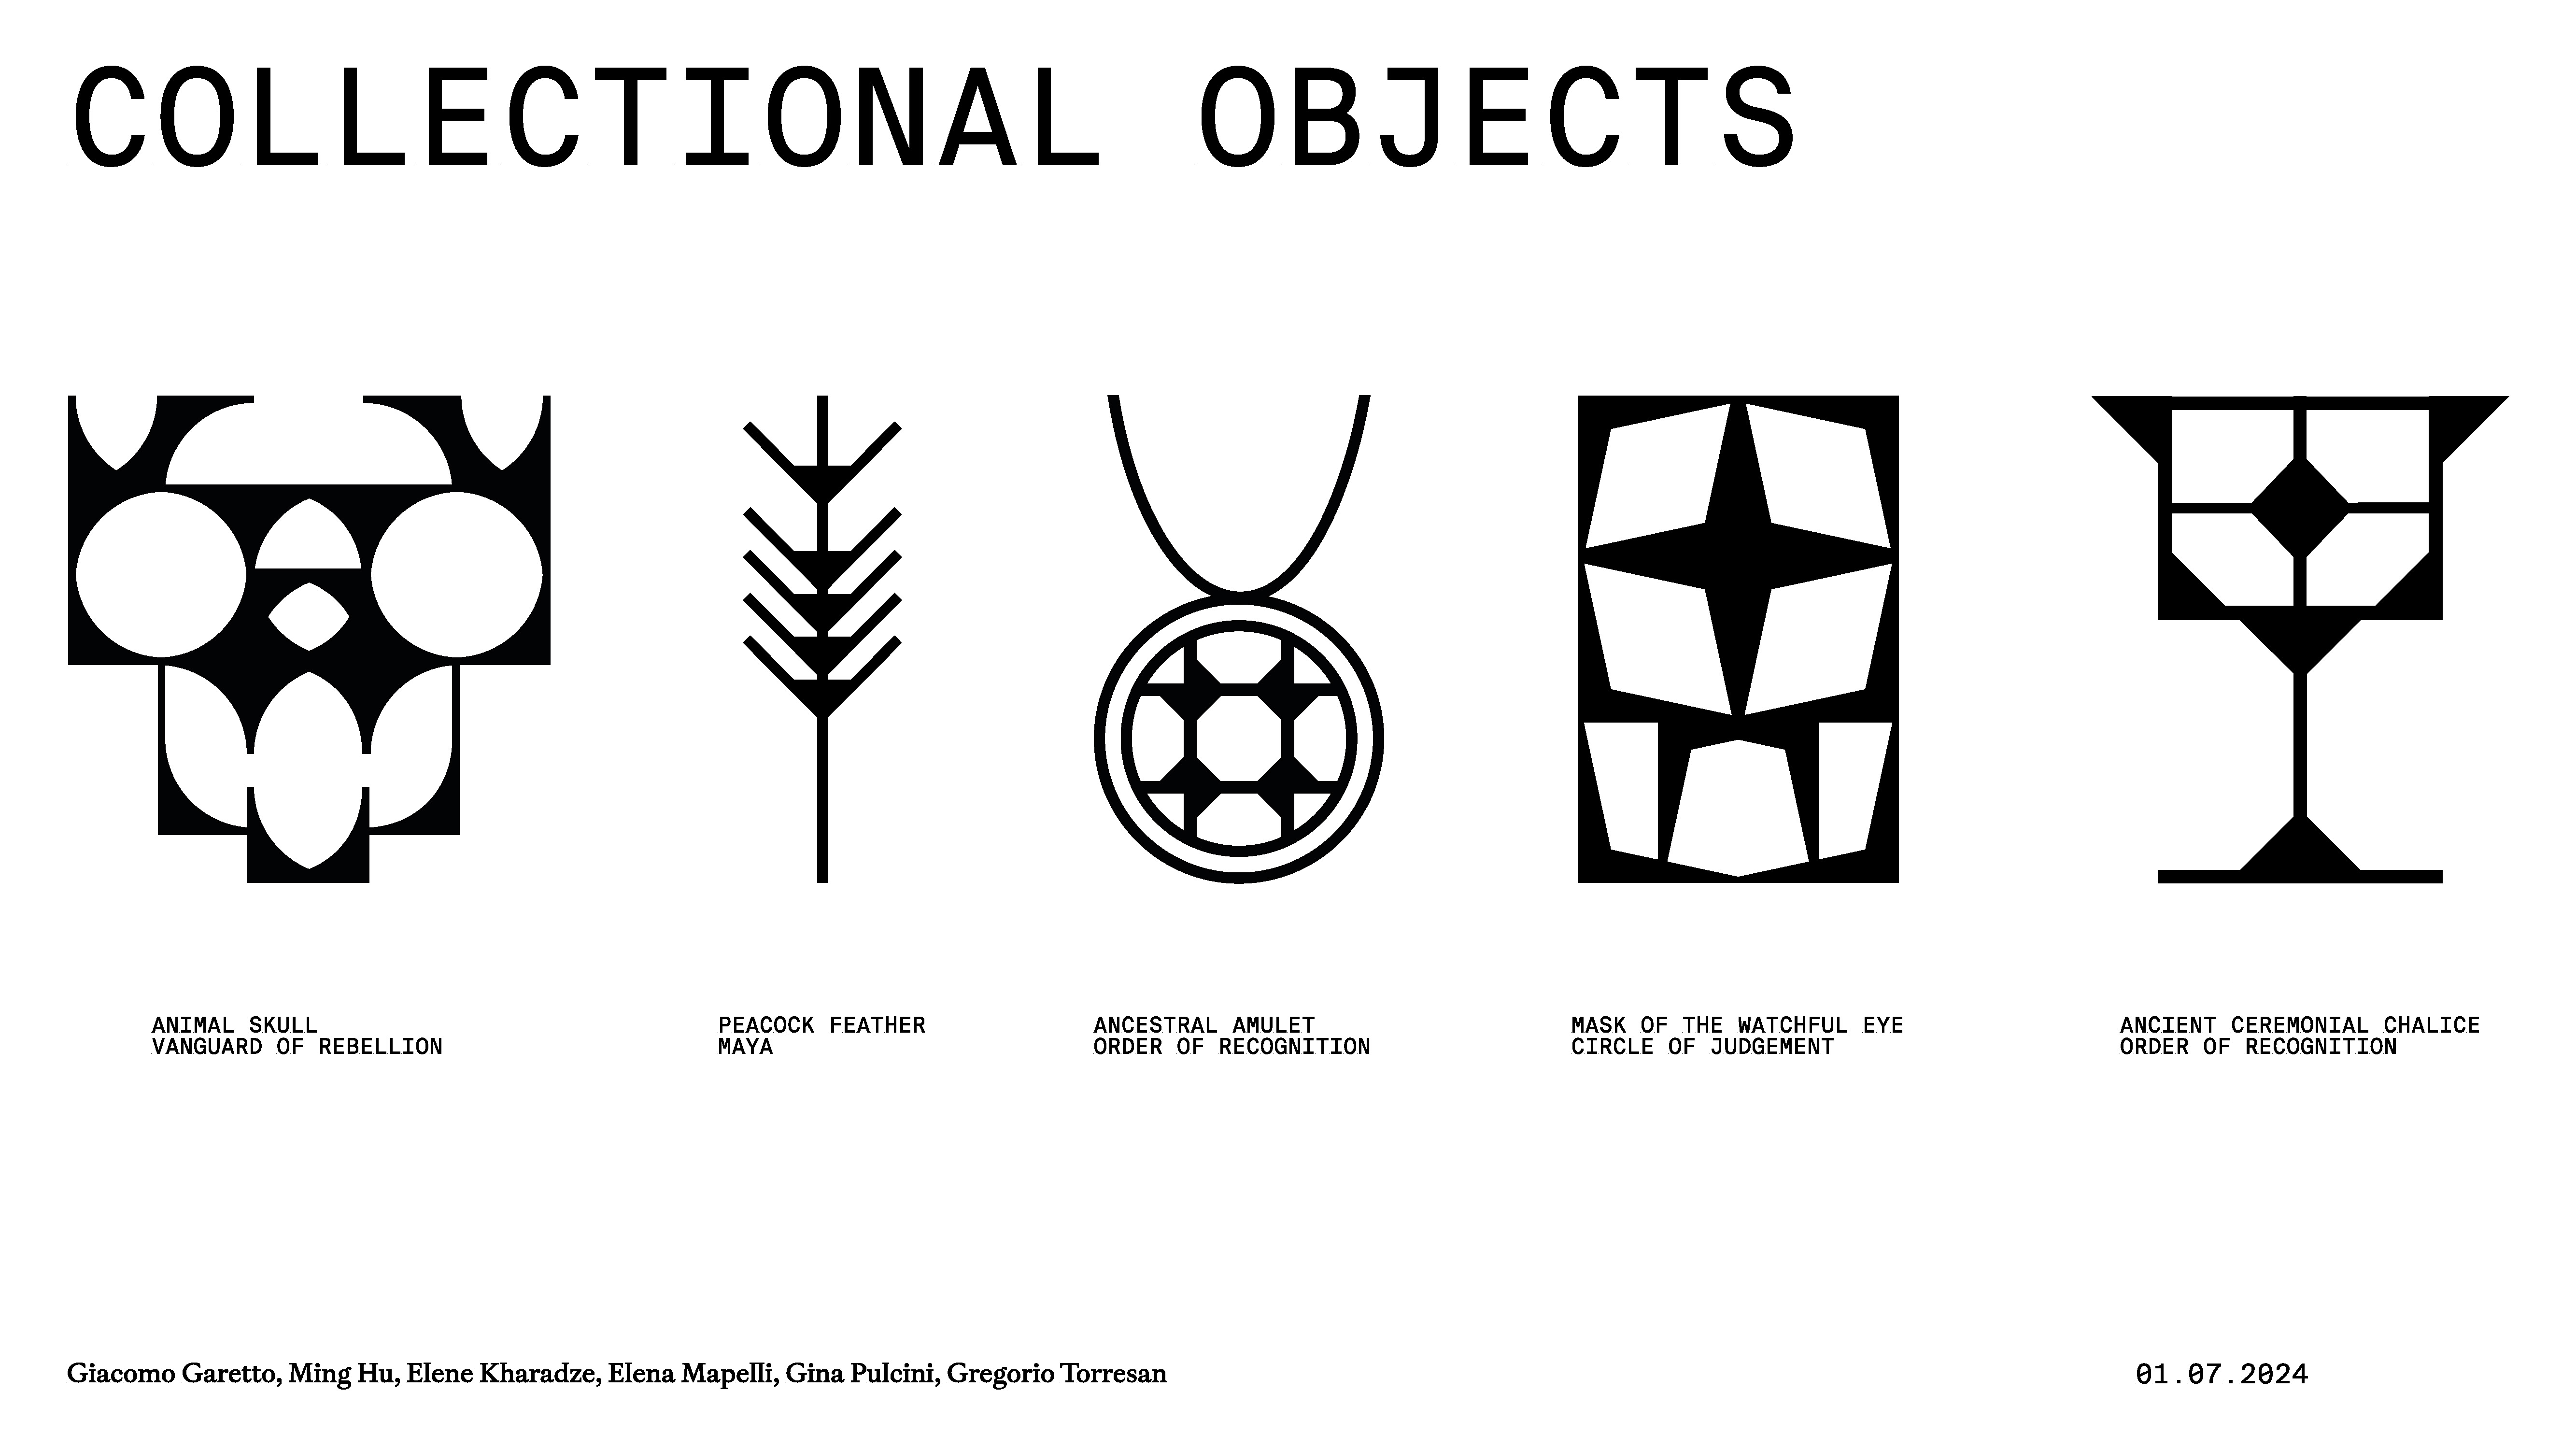 COLLECTIONAL OBJECTS
ANIMAL SKULL
VANGUARD OF REBELLION
PEACOCK FEATHER
MAYA
ANCESTRAL AMULET
ORDER OF RECOGNITION
MASK OF THE WATCHFUL EYE
CIRCLE OF JUDGEMENT
ANCIENT CEREMONIAL CHALICE
ORDER OF RECOGNITION
Giacomo Garetto, Ming Hu, Elene Kharadze, Elena Mapelli, Gina Pulcini, Gregorio Torresan
01.07.2024